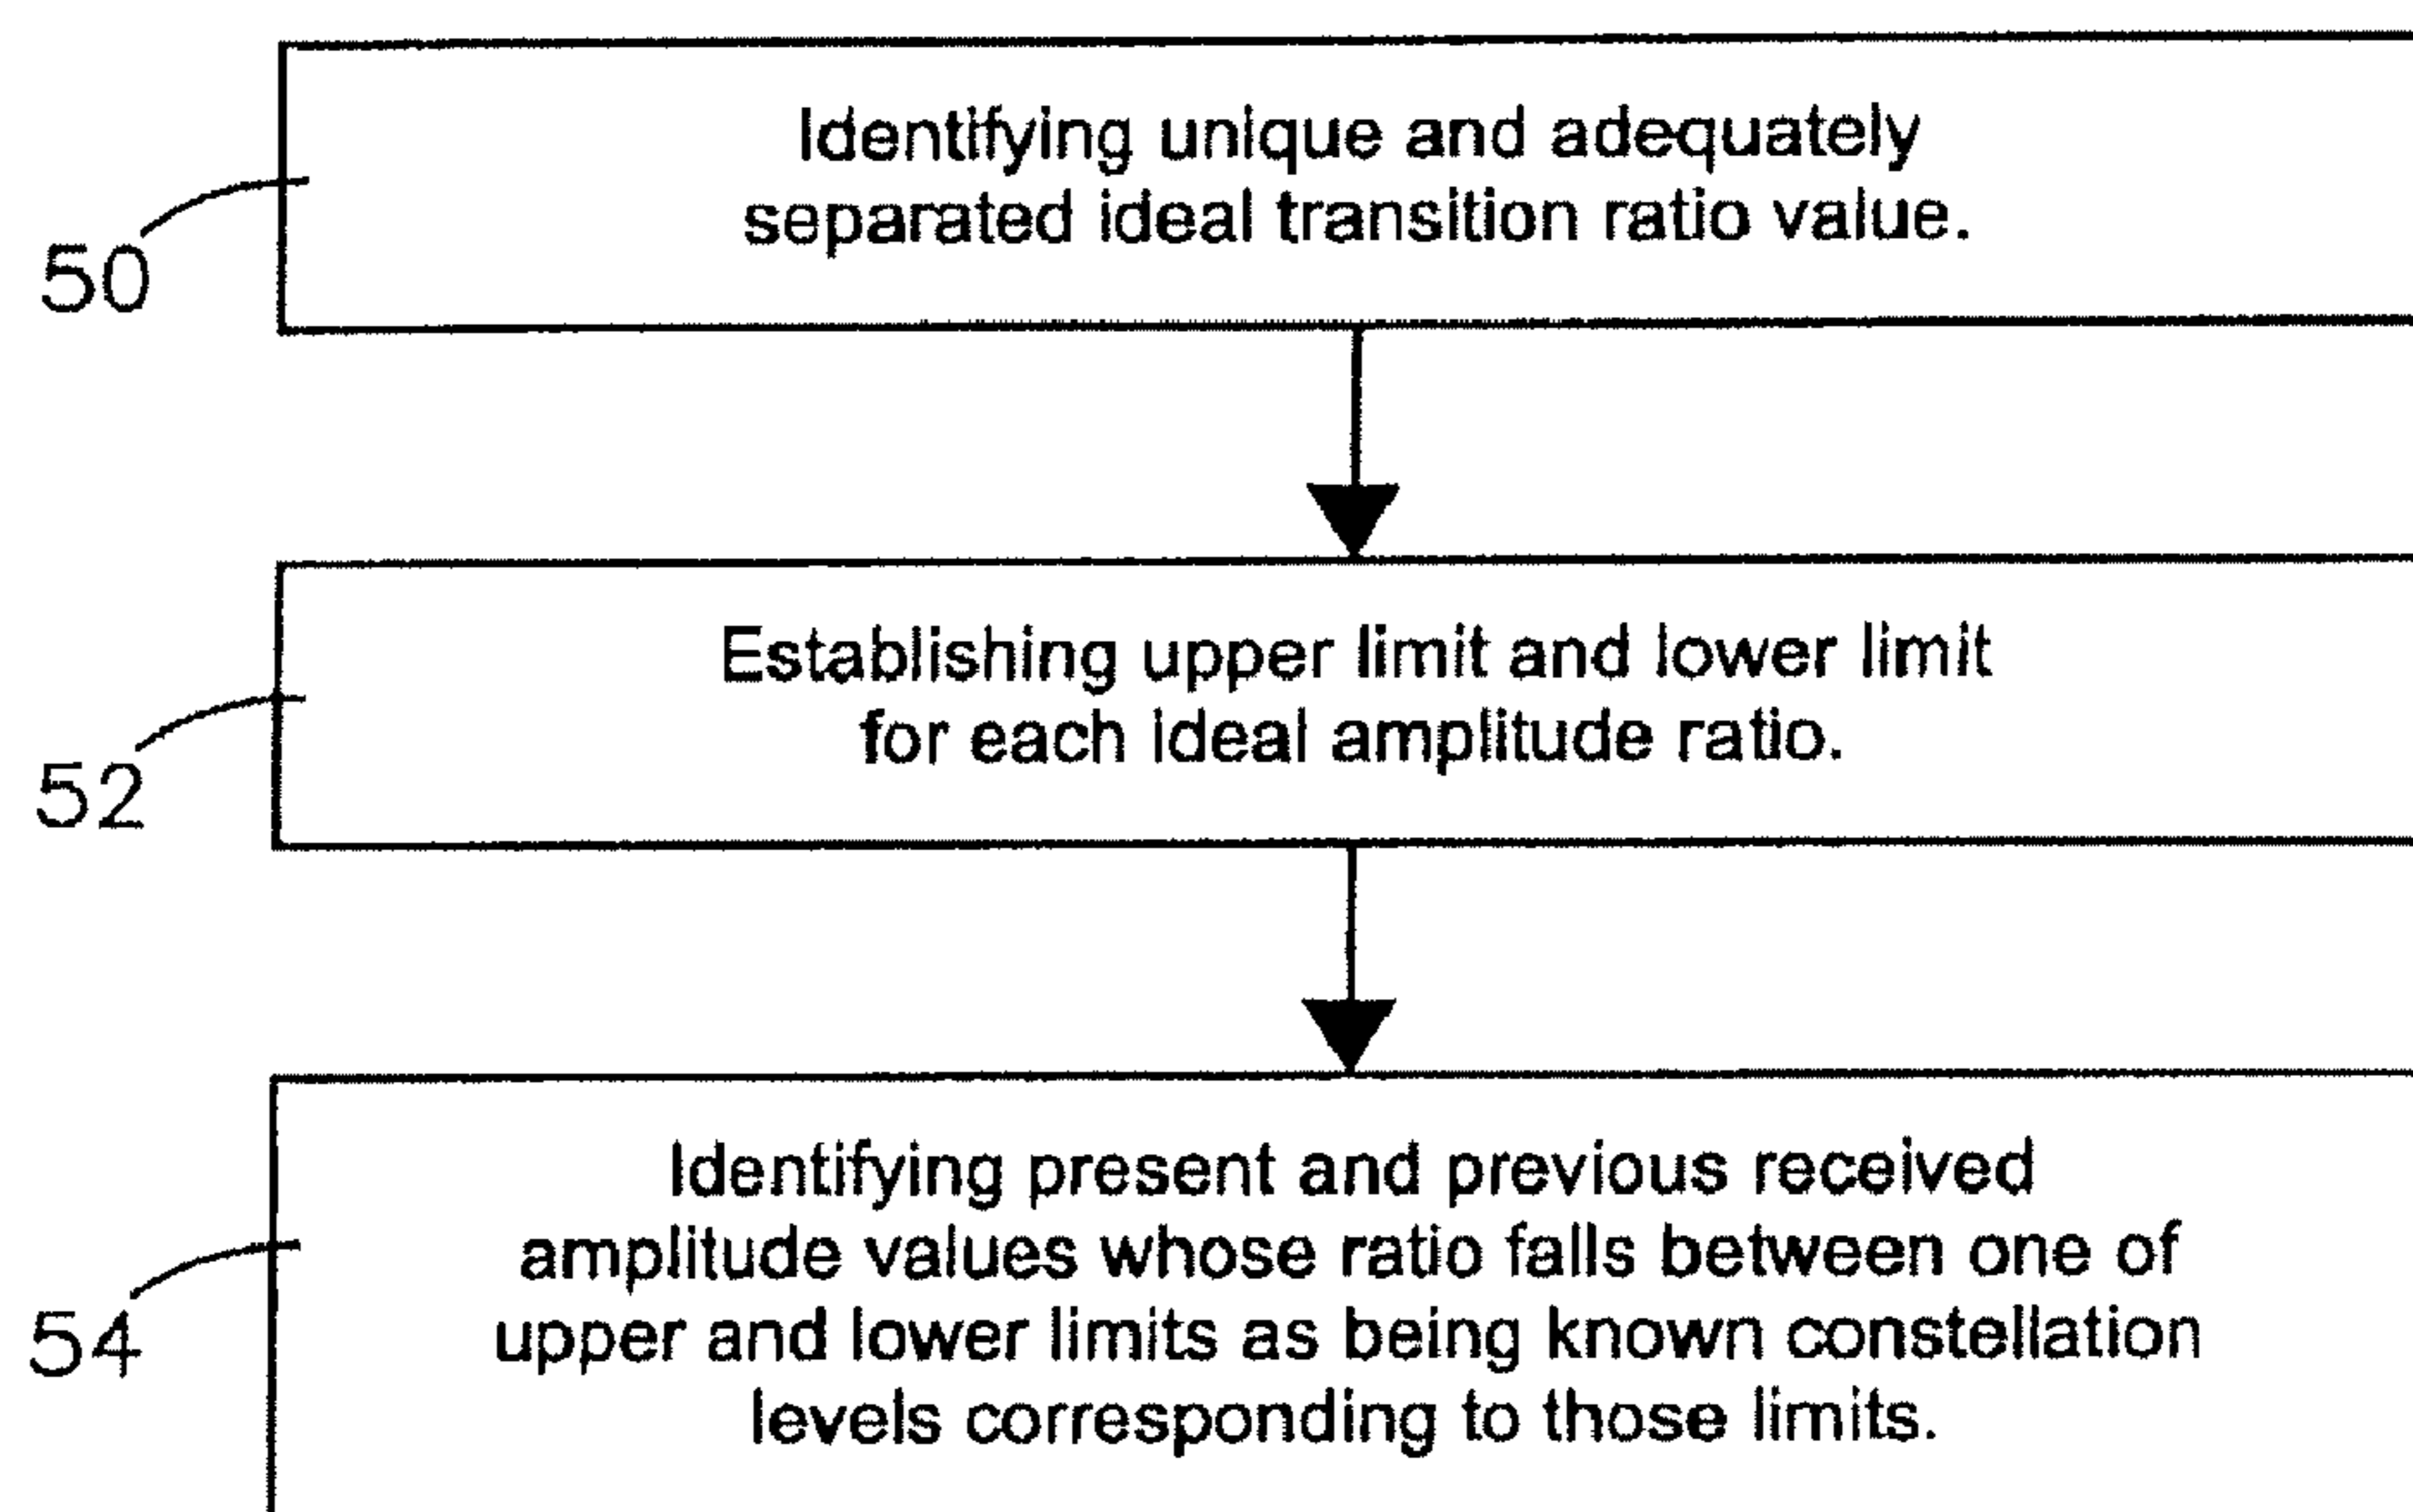 Identifying unique and adequately
separated ideal transition ratio value.
50
Establishing upper limit and lower limit
for each ideal amplitude ratio.
52
Identifying present and previous received
amplitude values whose ratio falls between one of
upper and lower limits as being known constellation
levels corresponding to those limits.
54